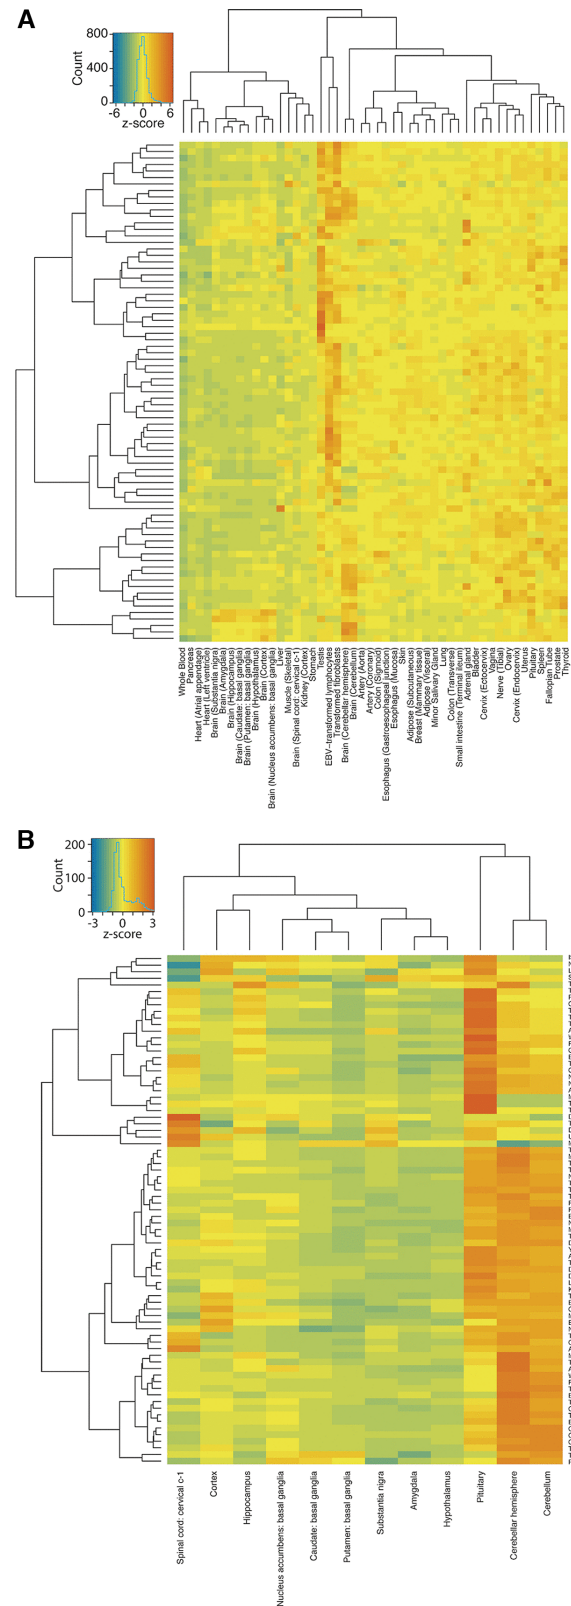 A
800
400
0
Count
-6
0
6
z-score
Whole Blood
Pancreas
Heart (Atrial appendage)
Heart (Left ventricle)
Brain (Substantia nigra)
Brain (Amygdala)
Brain (Hippocampus)
Brain (Caudate: basal ganglia)
Brain (Putamen: basal ganglia)
Brain (Hypothalamus)
Brain (Cortex)
Brain (Nucleus accumbens: basal ganglia)
Liver
Muscle (Skeletal)
Brain (Spinal cord: cervical c-1)
Kidney (Cortex)
Stomach
Testis
EBV-transformed lymphocytes
Transformed fibroblasts
Brain (Cerebellar hemisphere)
Brain (Cerebellum)
Artery (Aorta)
Artery (Coronary)
Colon (Sigmoid)
Esophagus (Gastroesophageal junction)
Esophagus (Mucosa)
Skin
Adipose (Subcutaneous)
Breast (Mammary tissue)
Adipose (Visceral)
Minor Salivary Gland
Lung
Colon (Transverse)
Small intestine (Terminal ileum)
Adrenal gland
Bladder
Cervix (Ectocervix)
Vagina
Nerve (Tibial)
Ovary
Cervix (Endocervix)
Uterus
Pituitary
Spleen
Fallopian Tube
Prostate
Thyroid
B
200
100
0
Count
-3
0
3
z-score
Spinal cord: cervical c-1
Cortex
Hippocampus
Nucleus accumbens: basal ganglia
Caudate: basal ganglia
Putamen: basal ganglia
Substantia nigra
Amygdala
Hypothalamus
Pituitary
Cerebellar hemisphere
Cerebellum